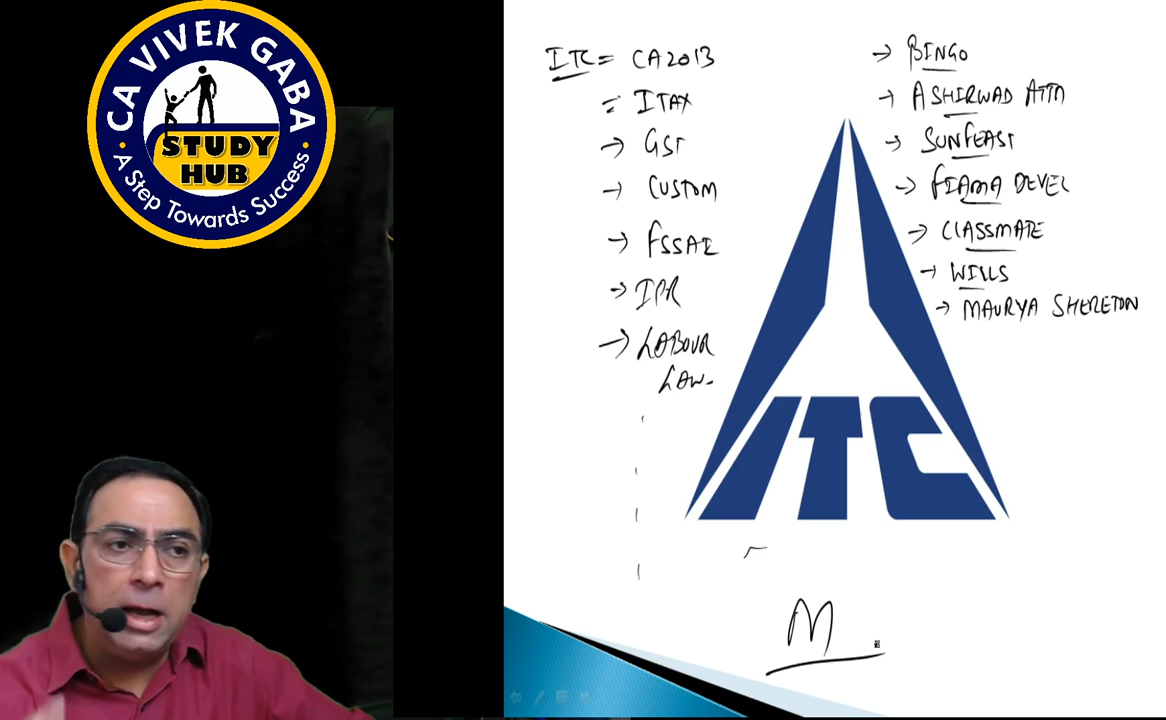 CA VIVEK GABA
STUDY
HUB
A Step Towards Success
ITC = CA2013
= ITAX
→ GST
→ CUSTOM
→ FSSAI
→ IPR
→ LABOUR
LAW
→ BINGO
→ ASHIRWAD ATTA
→ SUNFEAST
→ FIAMA DEVEL
→ CLASSMATE
→ WILLS
→ MAURYA SHERETON
ITC
M